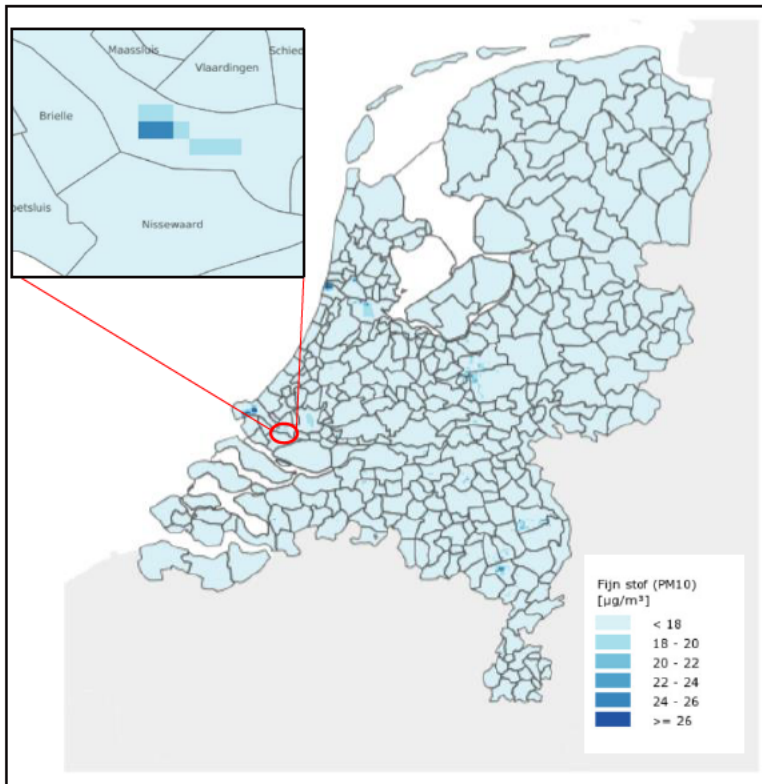 Maassluis
Schied
Vlaardingen
Brielle
oetsluis
Nissewaard
Fijn stof (PM10)
[µg/m³]
< 18
18 - 20
20 - 22
22 - 24
24 - 26
>= 26